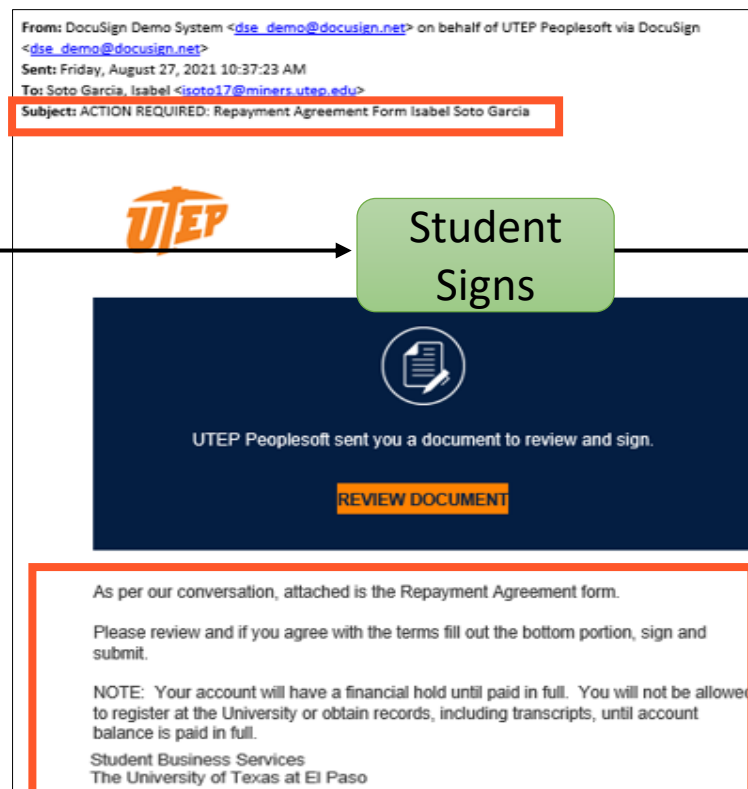 From: DocuSign Demo System <dse_demo@docusign.net> on behalf of UTEP Peoplesoft via DocuSign
<dse_demo@docusign.net>
Sent: Friday, August 27, 2021 10:37:23 AM
To: Soto Garcia, Isabel <isoto17@miners.utep.edu>
Subject: ACTION REQUIRED: Repayment Agreement Form Isabel Soto Garcia
UTEP
Student
Signs
UTEP Peoplesoft sent you a document to review and sign.
REVIEW DOCUMENT
As per our conversation, attached is the Repayment Agreement form.
Please review and if you agree with the terms fill out the bottom portion, sign and
submit.
NOTE: Your account will have a financial hold until paid in full. You will not be allowed
to register at the University or obtain records, including transcripts, until account
balance is paid in full.
Student Business Services
The University of Texas at El Paso